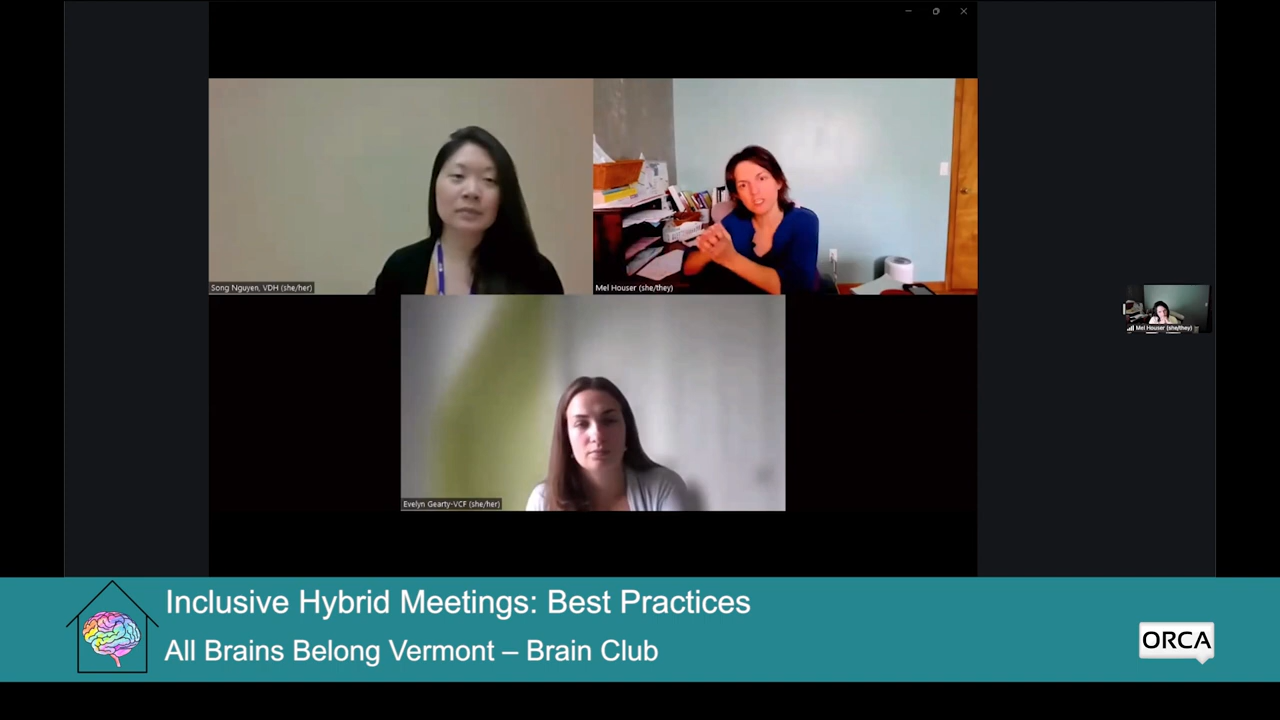 Song Nguyen, VDH (she/her)
Mel Houser (she/they)
Evelyn Gearty-VCF (she/her)
Mel Houser (she/they)
Inclusive Hybrid Meetings: Best Practices
All Brains Belong Vermont – Brain Club
ORCA